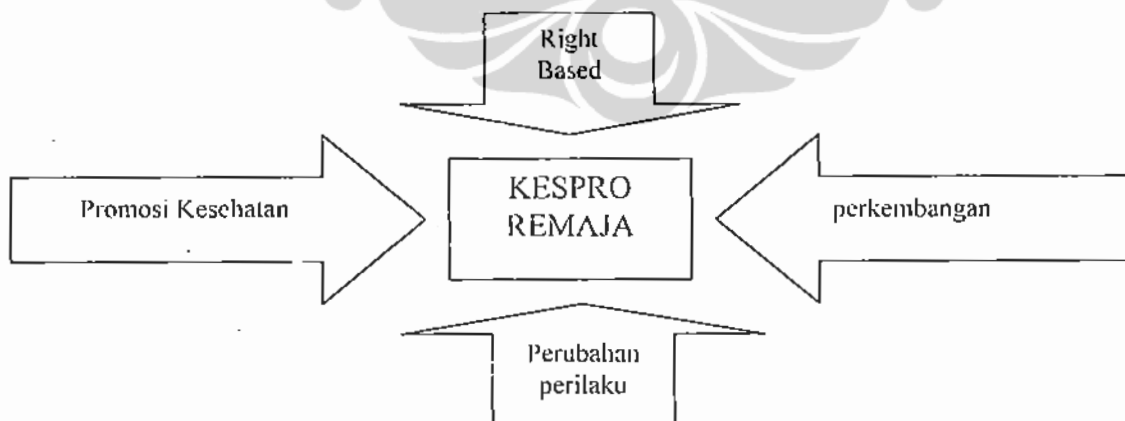 Right
Based
Promosi Kesehatan
KESPRO
REMAJA
perkembangan
Perubahan
perilaku